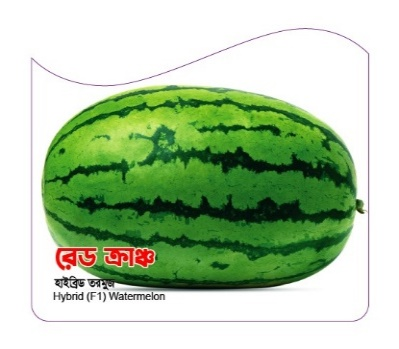 রেড ক্রাঞ্চ
হাইব্রিড তরমুজ
Hybrid (F1) Watermelon